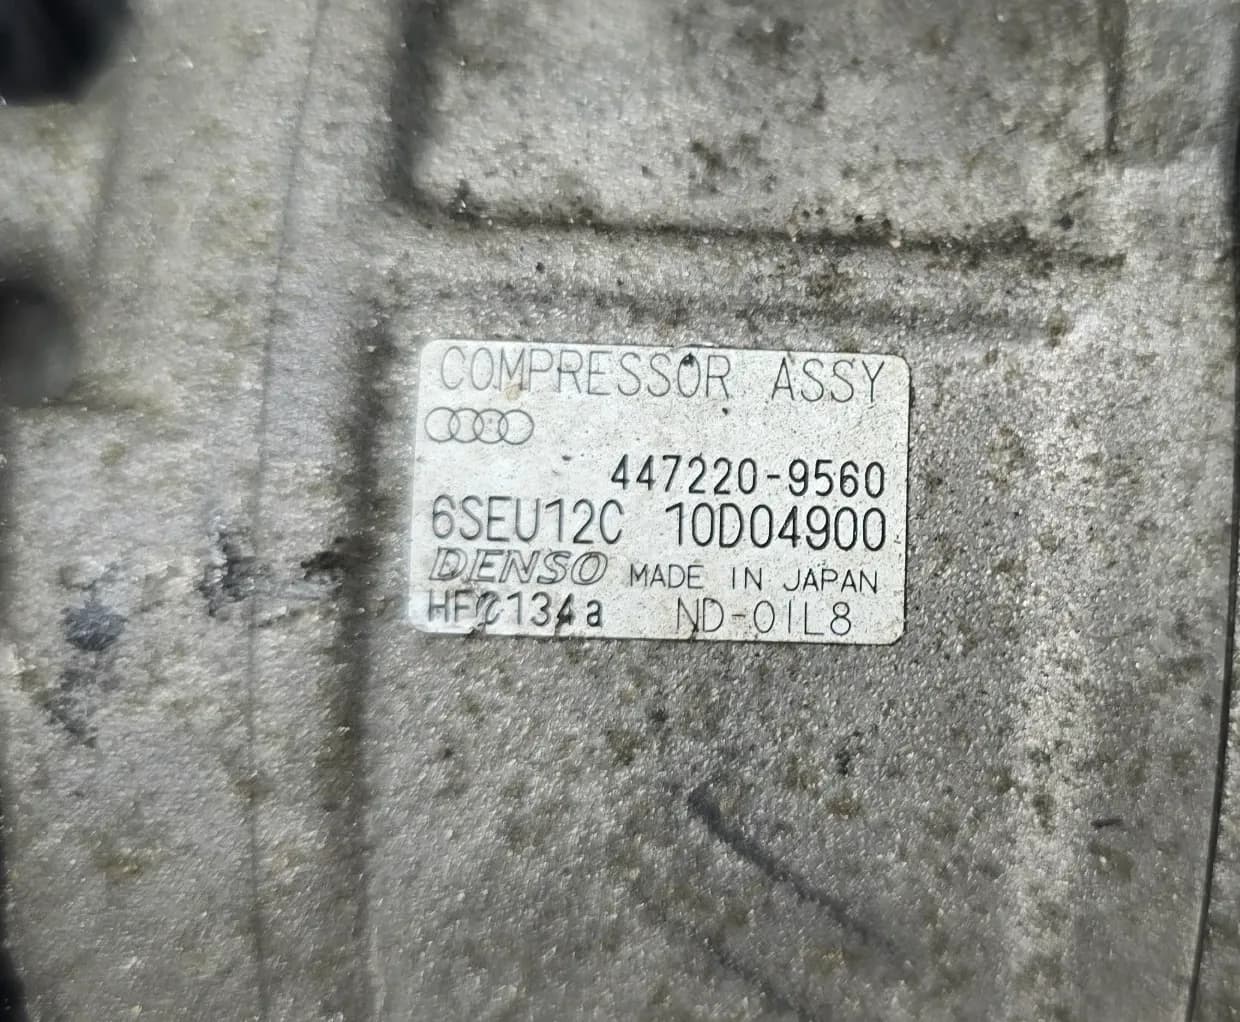 COMPRESSOR ASSY
447220-9560
6SEU12C 10D04900
DENSO MADE IN JAPAN
HFC134a ND-OIL8